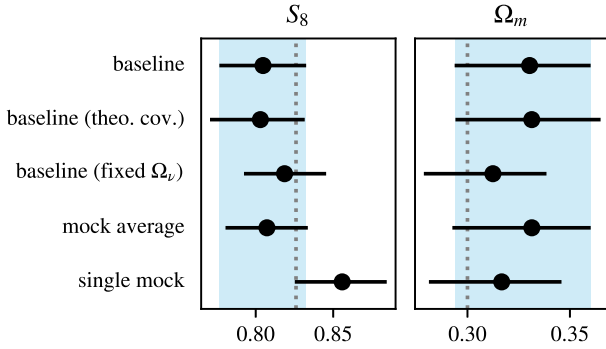 S₈ Ωₘ
baseline
baseline (theo. cov.)
baseline (fixed Ωᵥ)
mock average
single mock
0.80 0.85 0.30 0.35